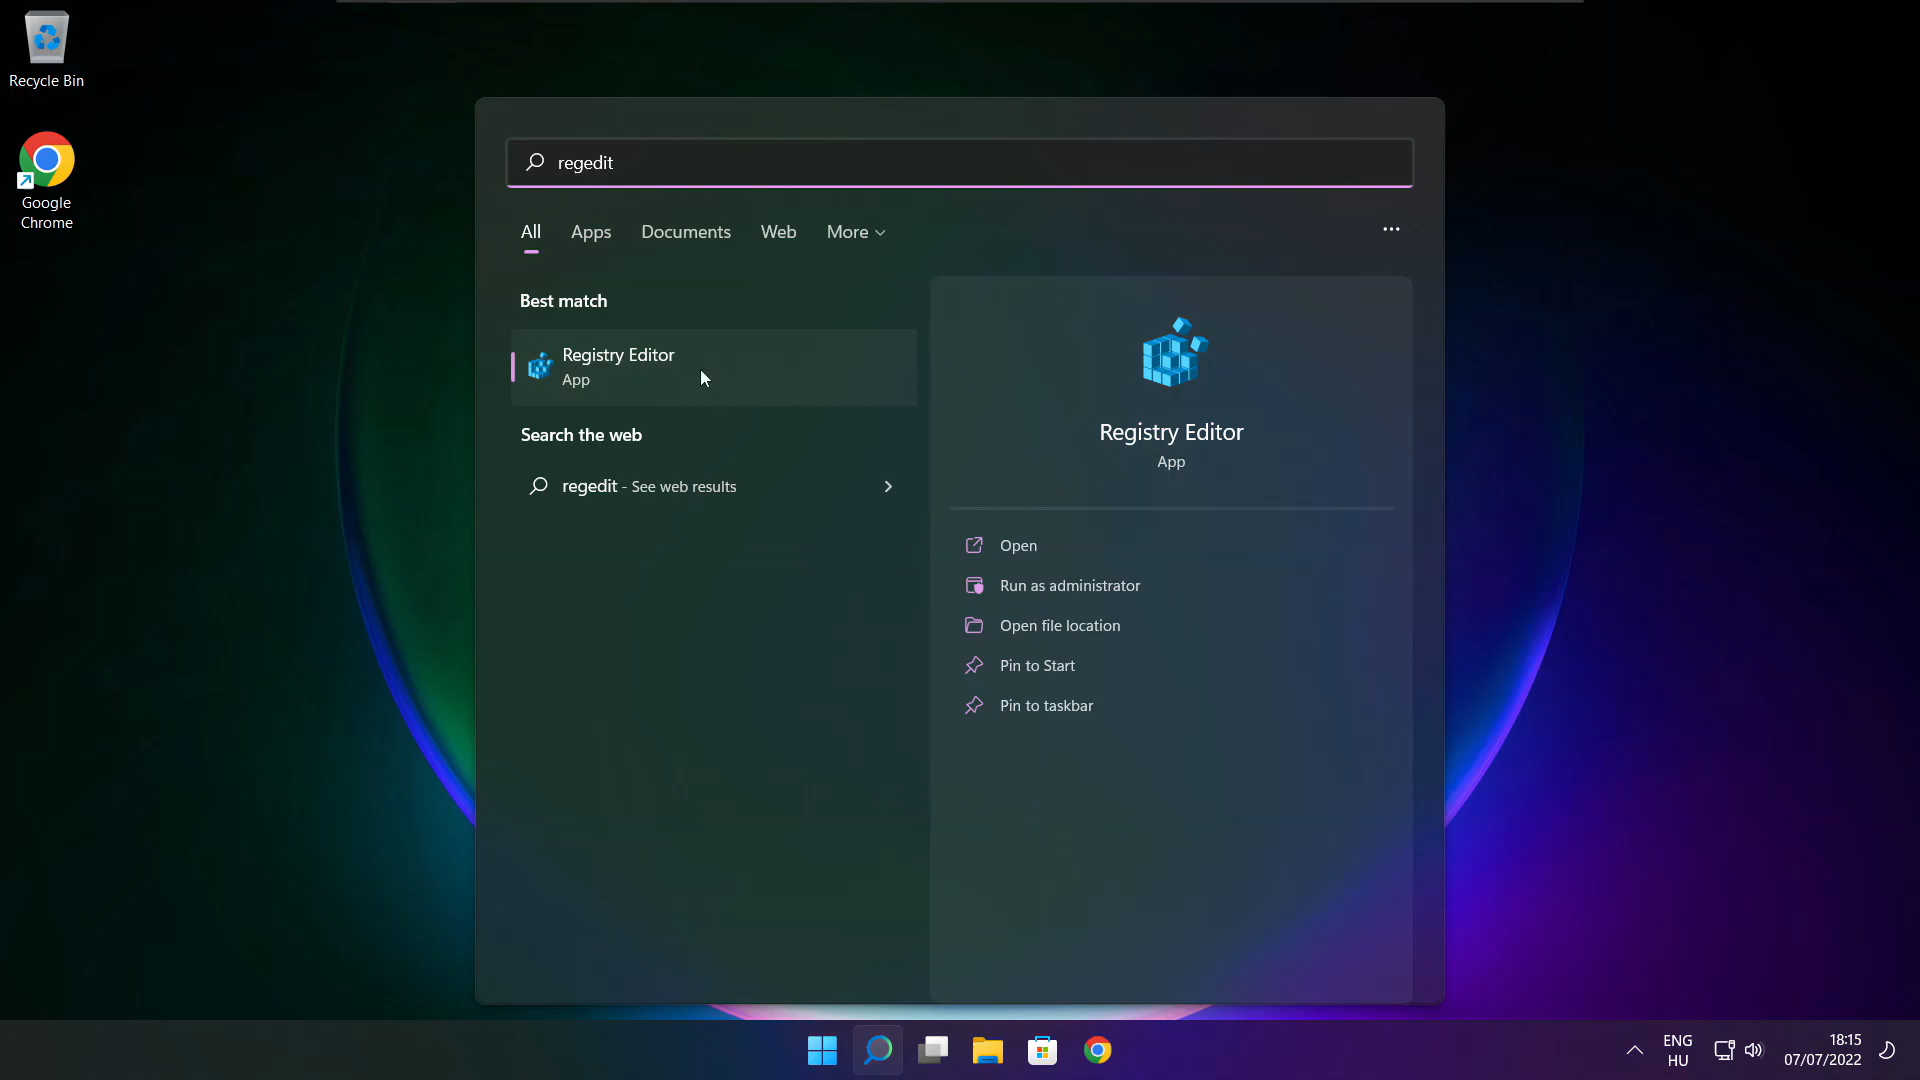 Recycle Bin
Google
Chrome
regedit
All Apps Documents Web More
Best match
Registry Editor
App
Search the web
regedit - See web results
Registry Editor
App
Open
Run as administrator
Open file location
Pin to Start
Pin to taskbar
ENG
HU
18:15
07/07/2022